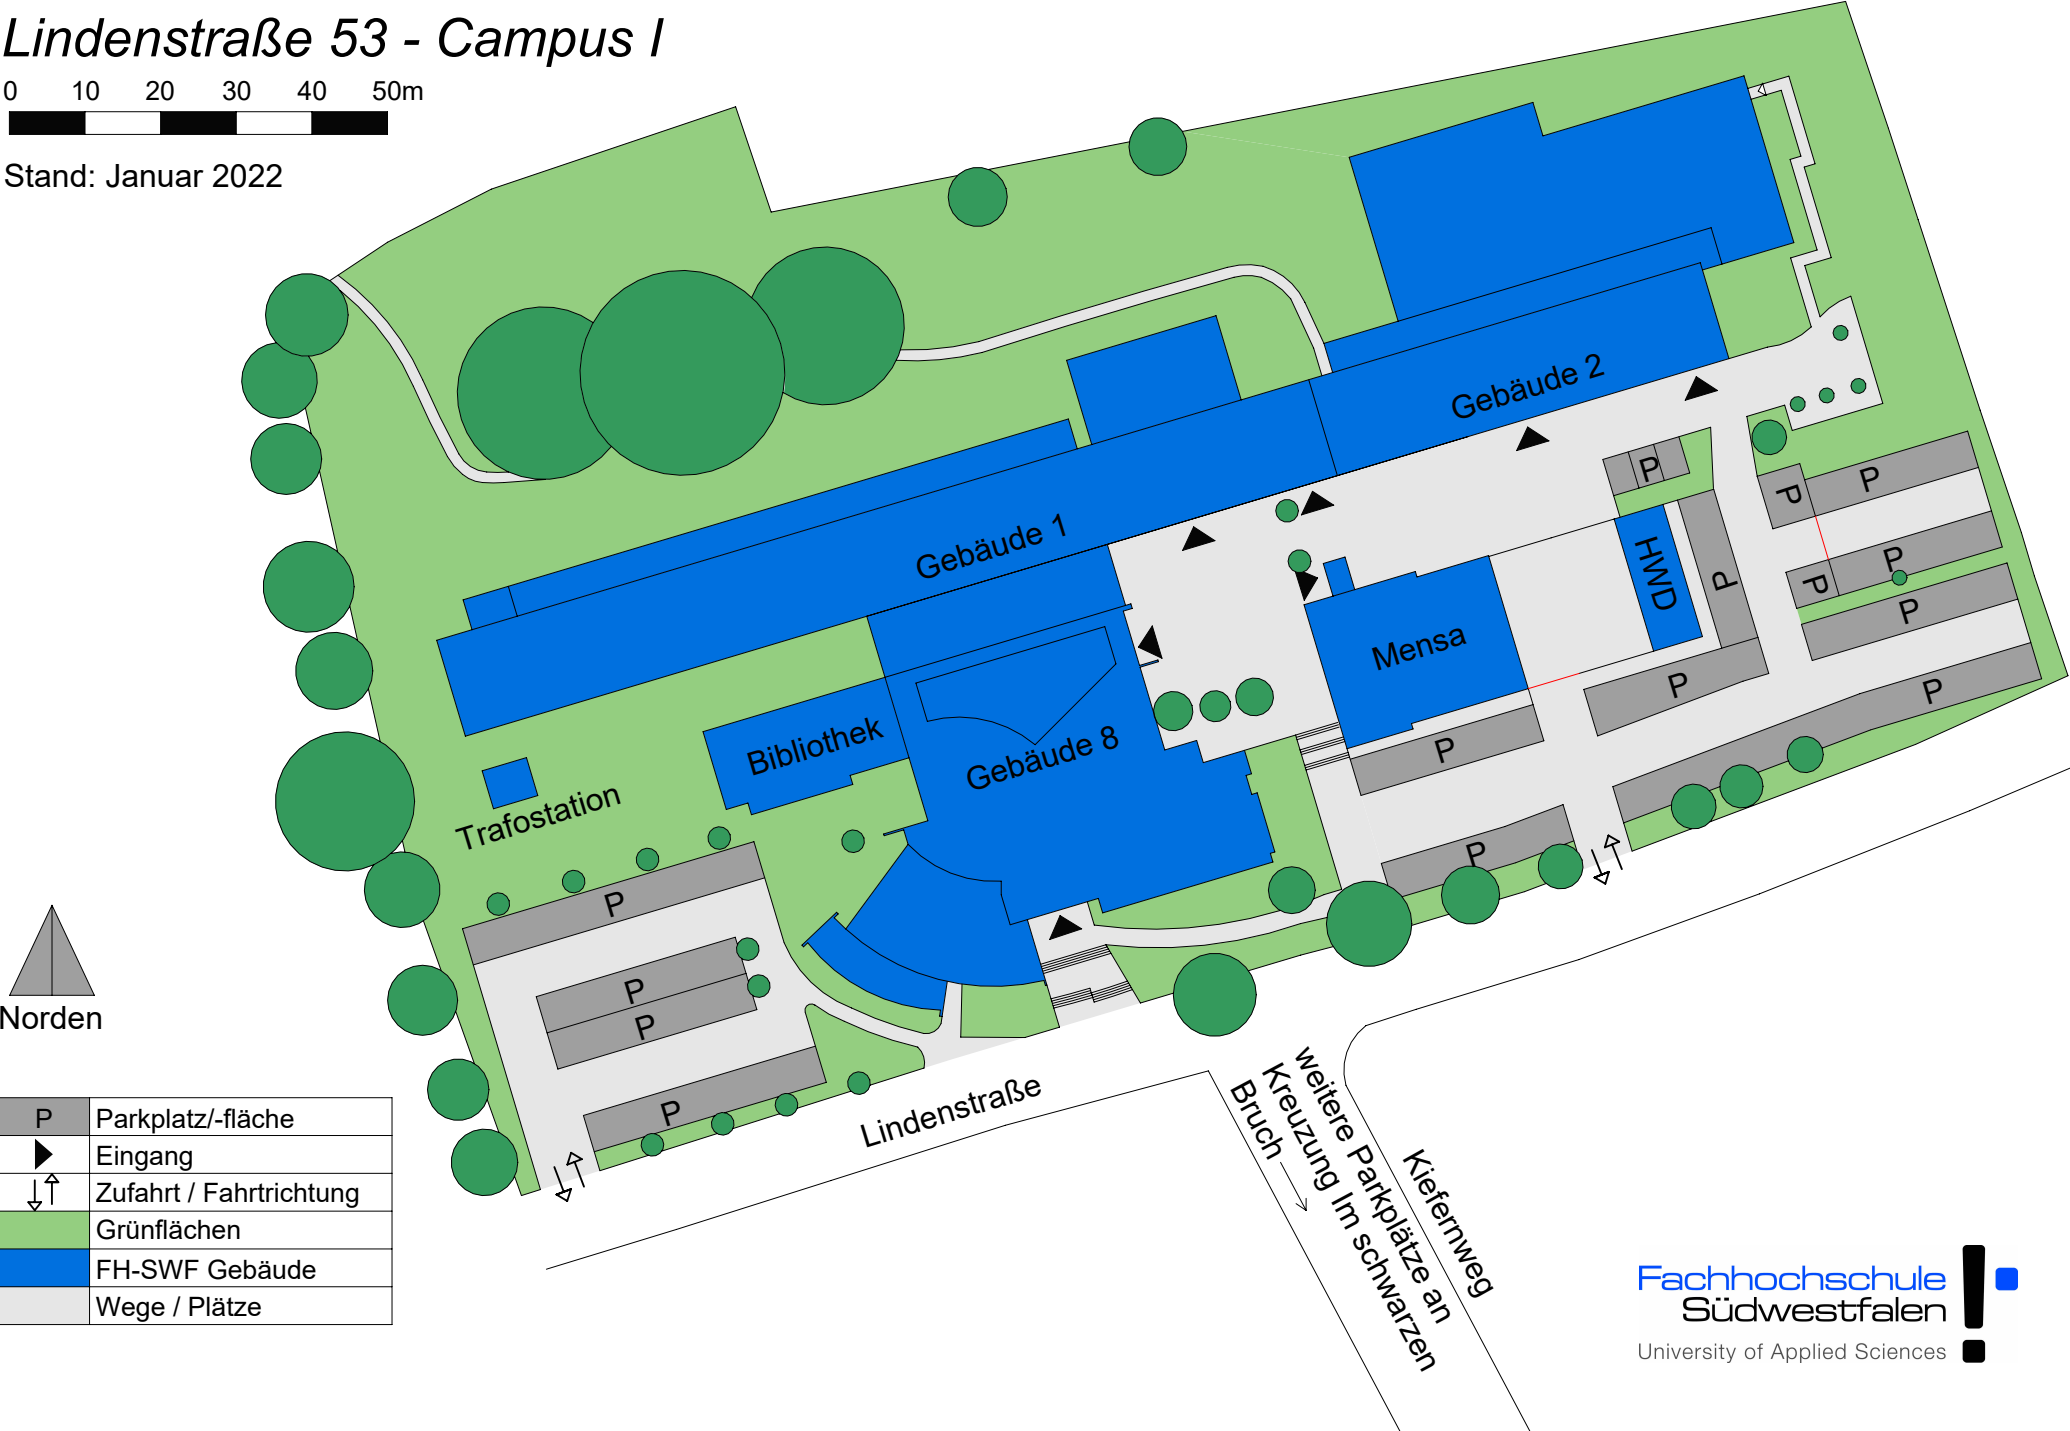 Lindenstraße 53 - Campus I
0 10 20 30 40 50m
Stand: Januar 2022
Gebäude 2
P
P
P
Gebäude 1
HWD
P
P
P
P
Mensa
P
P
P
Bibliothek
Gebäude 8
P
Trafostation
P
P
P
P
P
Norden
Lindenstraße
weitere Parkplätze an
Kreuzung Im schwarzen
Bruch
Kiefernweg
P Parkplatz/-fläche
Eingang
Zufahrt / Fahrtrichtung
Grünflächen
FH-SWF Gebäude
Wege / Plätze
Fachhochschule
Südwestfalen
University of Applied Sciences